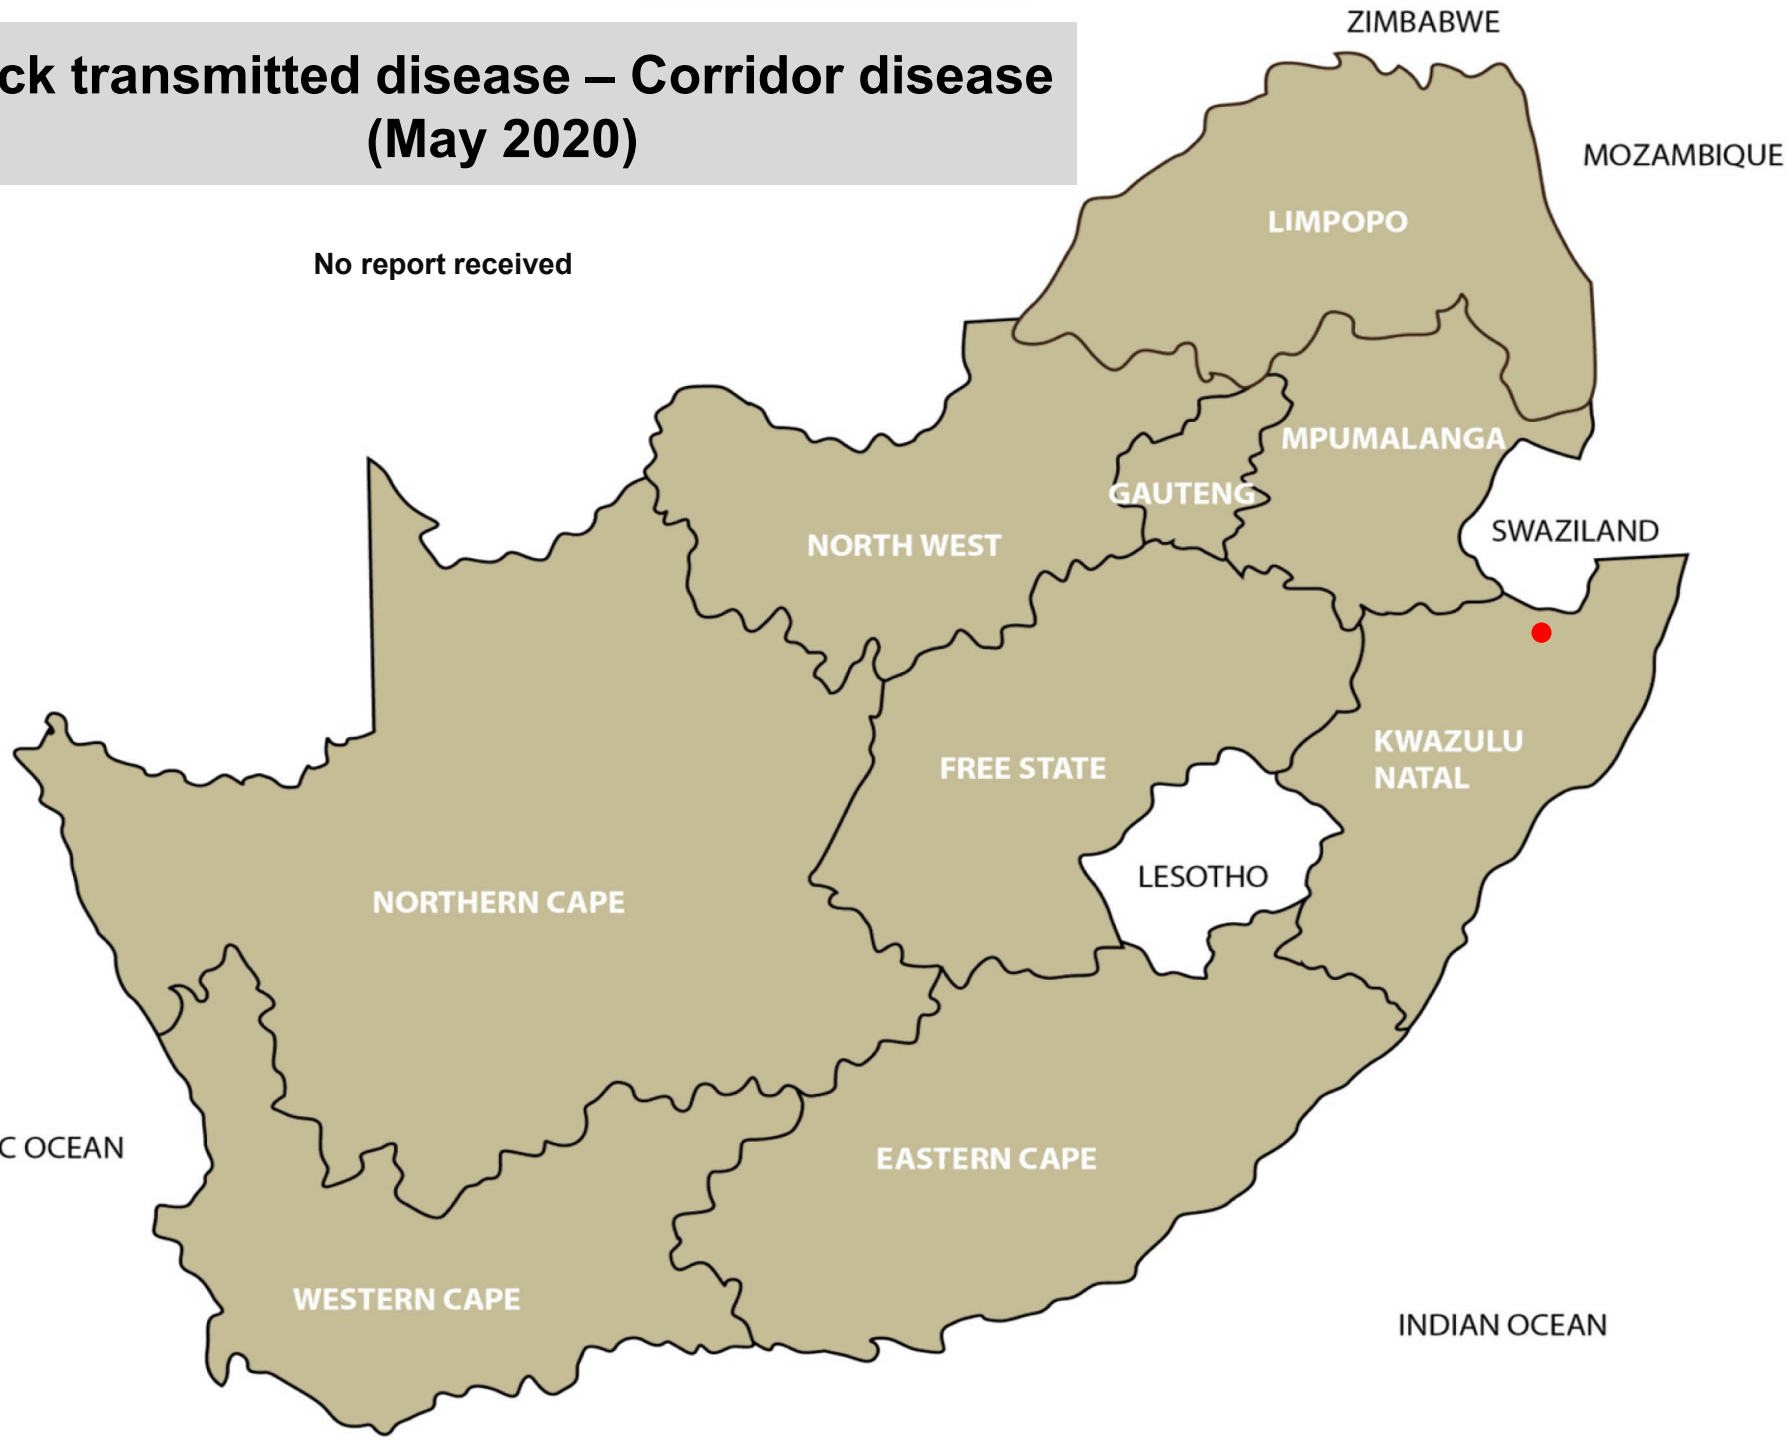 ZIMBABWE
ck transmitted disease – Corridor disease
(May 2020)
MOZAMBIQUE
LIMPOPO
No report received
MPUMALANGA
GAUTENG
SWAZILAND
NORTH WEST
KWAZULU
NATAL
FREE STATE
LESOTHO
NORTHERN CAPE
C OCEAN
EASTERN CAPE
WESTERN CAPE
INDIAN OCEAN